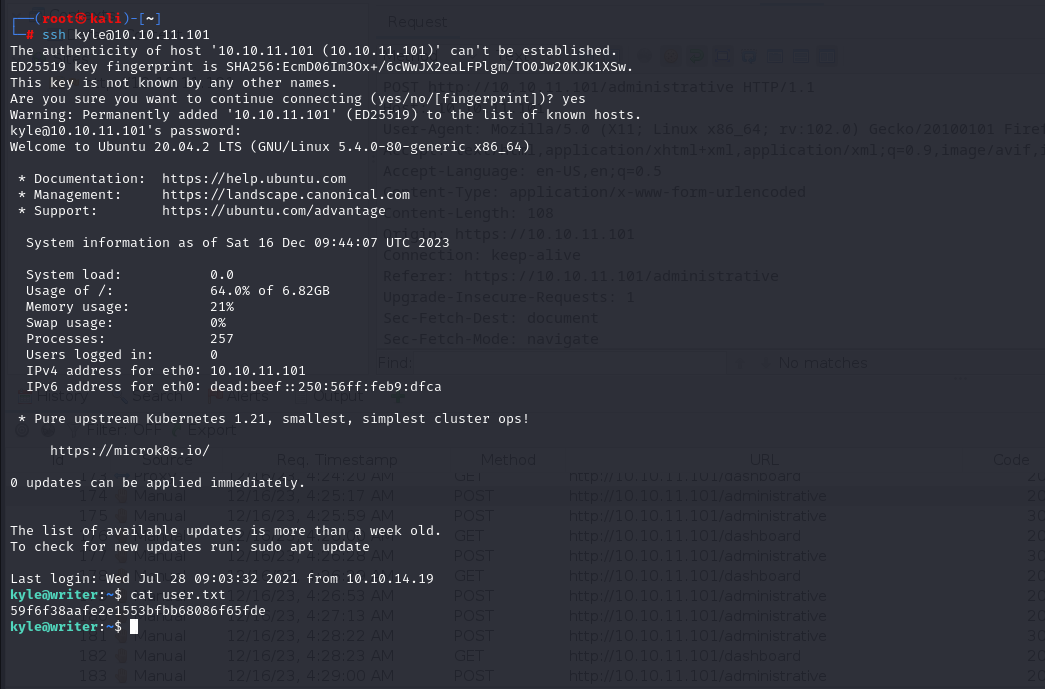 ┌──(root㉿kali)-[~]
└─# ssh kyle@10.10.11.101
The authenticity of host '10.10.11.101 (10.10.11.101)' can't be established.
ED25519 key fingerprint is SHA256:EcmD06Im3Ox+/6cWwJX2eaLFPlgm/TO0Jw20KJK1XSw.
This key is not known by any other names.
Are you sure you want to continue connecting (yes/no/[fingerprint])? yes
Warning: Permanently added '10.10.11.101' (ED25519) to the list of known hosts.
kyle@10.10.11.101's password:
Welcome to Ubuntu 20.04.2 LTS (GNU/Linux 5.4.0-80-generic x86_64)
* Documentation: https://help.ubuntu.com
* Management: https://landscape.canonical.com
* Support: https://ubuntu.com/advantage
System information as of Sat 16 Dec 09:44:07 UTC 2023
System load: 0.0
Usage of /: 64.0% of 6.82GB
Memory usage: 21%
Swap usage: 0%
Processes: 257
Users logged in: 0
IPv4 address for eth0: 10.10.11.101
IPv6 address for eth0: dead:beef::250:56ff:feb9:dfca
* Pure upstream Kubernetes 1.21, smallest, simplest cluster ops!
https://microk8s.io/
0 updates can be applied immediately.
The list of available updates is more than a week old.
To check for new updates run: sudo apt update
Last login: Wed Jul 28 09:03:32 2021 from 10.10.14.19
kyle@writer:~$ cat user.txt
59f6f38aafe2e1553bfbb68086f65fde
kyle@writer:~$
Request
POST http://10.10.11.101/administrative HTTP/1.1
User-Agent: Mozilla/5.0 (X11; Linux x86_64; rv:102.0) Gecko/20100101
application/xhtml+xml,application/xml;q=0.9,image/avif,
Accept-Language: en-US,en;q=0.5
Content-Type: application/x-www-form-urlencoded
Content-Length: 108
Origin: https://10.10.11.101
Connection: keep-alive
Referer: https://10.10.11.101/administrative
Upgrade-Insecure-Requests: 1
Sec-Fetch-Dest: document
Sec-Fetch-Mode: navigate
Find: No matches
History Search Alerts Output
Filter: OFF Export
Id Source Req. Timestamp Method URL Code
4:24:20 AM GET http://10.10.11.101/dashboard
174 Manual 12/16/23, 4:25:17 AM POST http://10.10.11.101/administrative
175 Manual 12/16/23, 4:25:59 AM POST http://10.10.11.101/administrative
GET http://10.10.11.101/dashboard
177 Manual 12/16/23, 4:26:28 AM POST http://10.10.11.101/administrative
GET http://10.10.11.101/dashboard
Manual 12/16/23, 4:26:53 AM POST http://10.10.11.101/administrative
Manual 12/16/23, 4:27:13 AM POST http://10.10.11.101/administrative
181 Manual 12/16/23, 4:28:22 AM POST http://10.10.11.101/administrative
182 Manual 12/16/23, 4:28:23 AM GET http://10.10.11.101/dashboard
183 Manual 12/16/23, 4:29:00 AM POST http://10.10.11.101/administrative